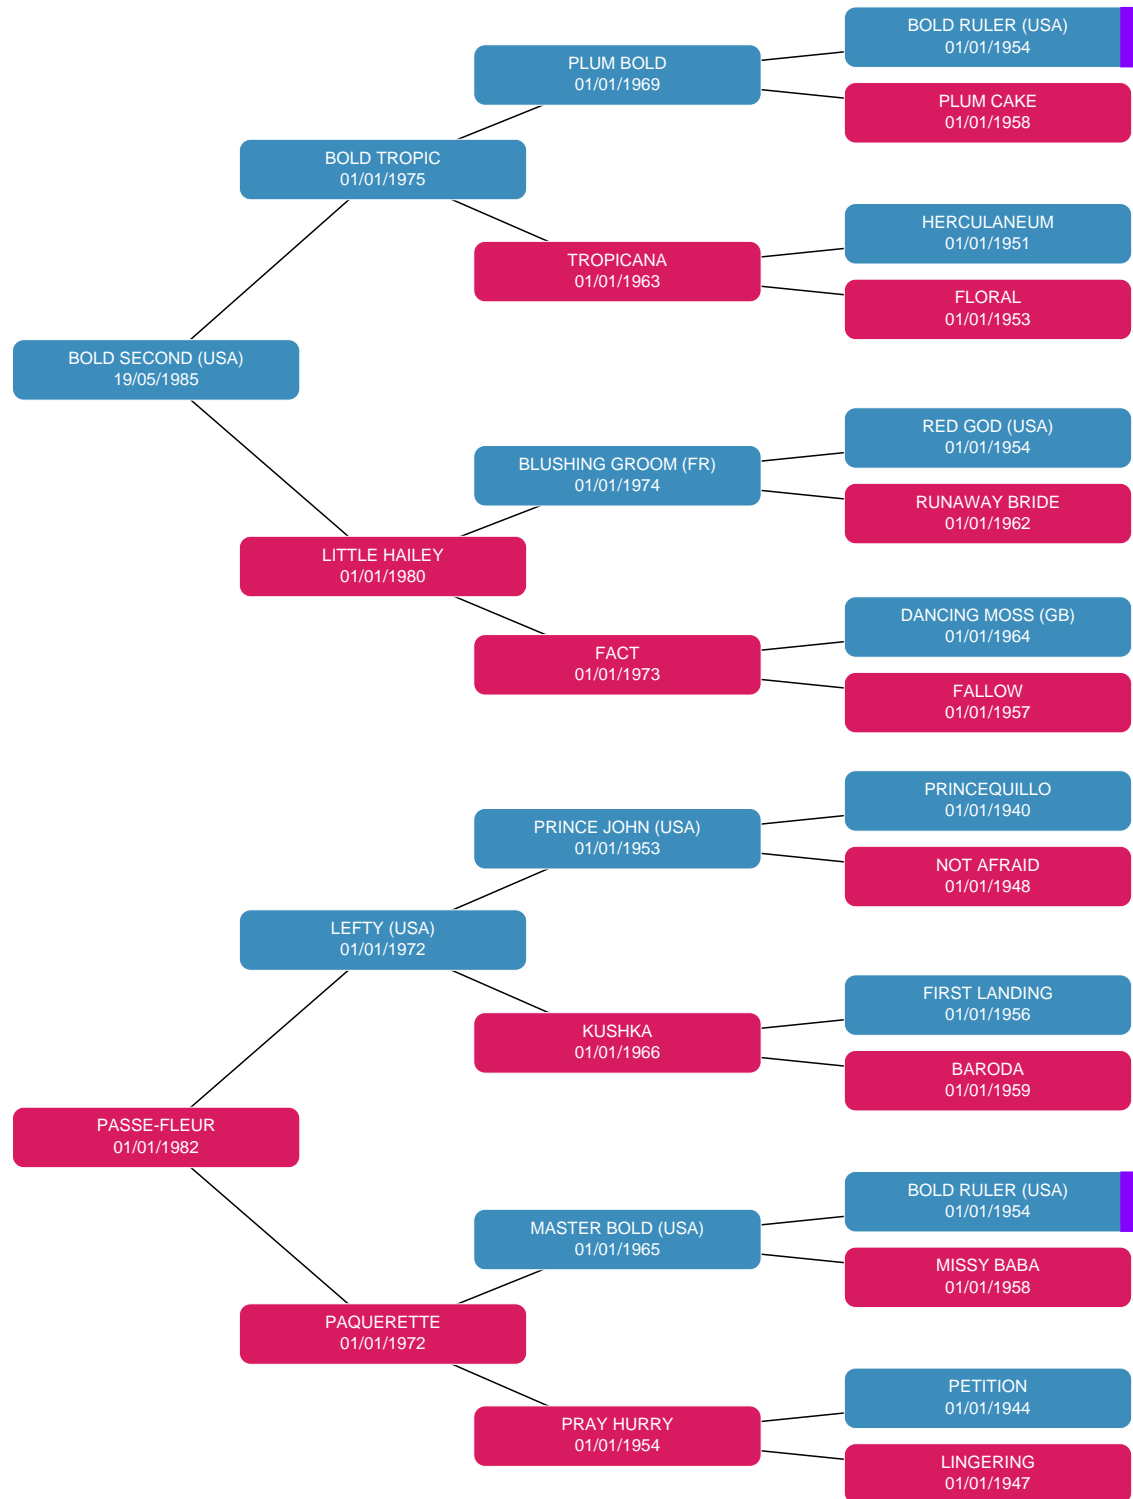 BOLD RULER (USA)
01/01/1954
PLUM BOLD
01/01/1969
PLUM CAKE
01/01/1958
BOLD TROPIC
01/01/1975
HERCULANEUM
01/01/1951
TROPICANA
01/01/1963
FLORAL
01/01/1953
BOLD SECOND (USA)
19/05/1985
RED GOD (USA)
01/01/1954
BLUSHING GROOM (FR)
01/01/1974
RUNAWAY BRIDE
01/01/1962
LITTLE HAILEY
01/01/1980
DANCING MOSS (GB)
01/01/1964
FACT
01/01/1973
FALLOW
01/01/1957
PRINCEQUILLO
01/01/1940
PRINCE JOHN (USA)
01/01/1953
NOT AFRAID
01/01/1948
LEFTY (USA)
01/01/1972
FIRST LANDING
01/01/1956
KUSHKA
01/01/1966
BARODA
01/01/1959
PASSE-FLEUR
01/01/1982
BOLD RULER (USA)
01/01/1954
MASTER BOLD (USA)
01/01/1965
MISSY BABA
01/01/1958
PAQUERETTE
01/01/1972
PETITION
01/01/1944
PRAY HURRY
01/01/1954
LINGERING
01/01/1947